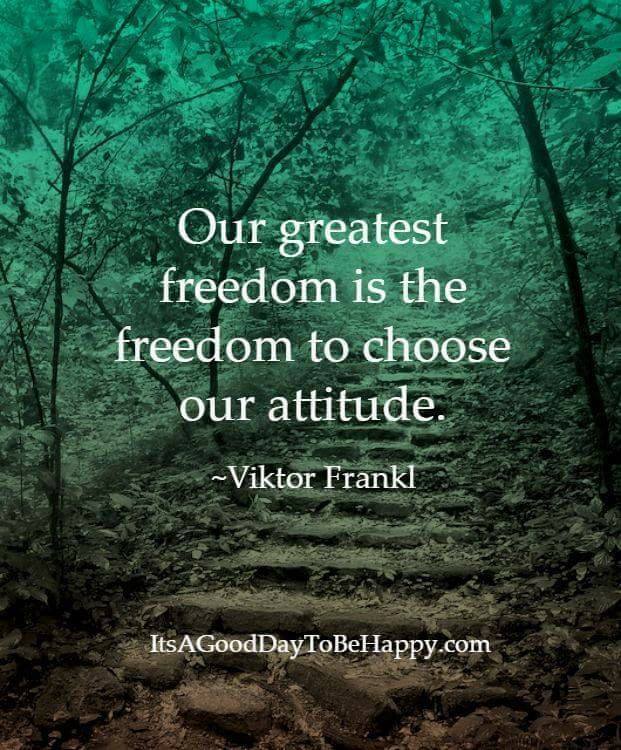 Our greatest
freedom is the
freedom to choose
our attitude.
~Viktor Frankl
ItsAGoodDayToBeHappy.com